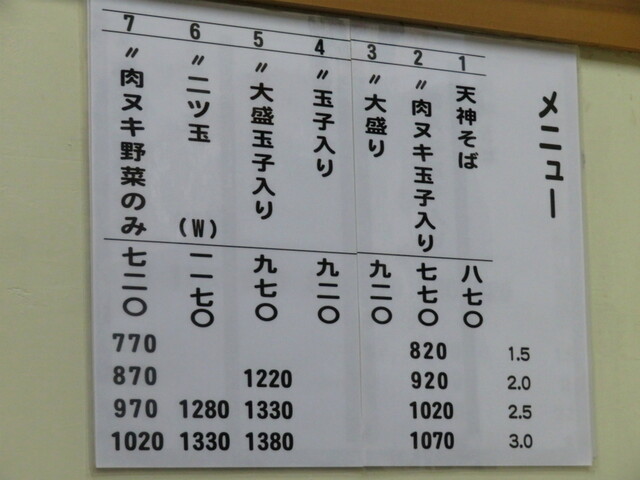 メニュー
1 天神そば 八七〇
2 〃肉ヌキ玉子入り 七七〇 820 920 1020 1070
3 〃大盛り 九二〇
4 〃玉子入り 九二〇
5 〃大盛玉子入り 九七〇 1220 1330 1380
6 〃二ツ玉 (W) 一一七〇 1280 1330
7 〃肉ヌキ野菜のみ 七二〇 770 870 970 1020
1.5
2.0
2.5
3.0